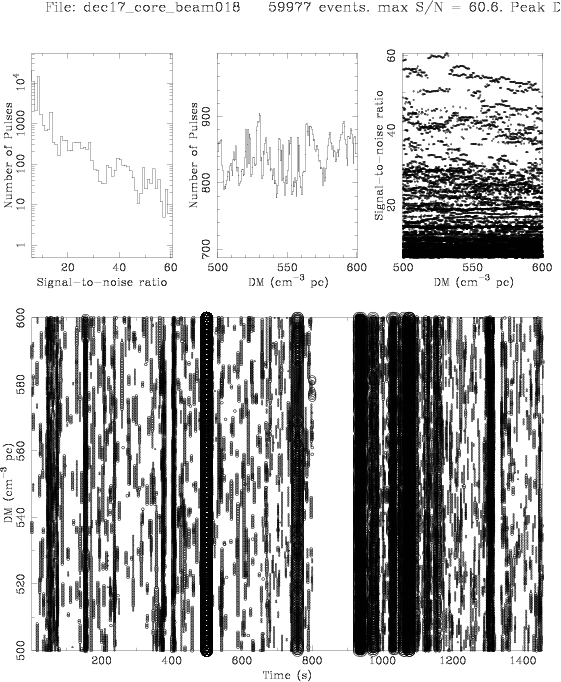 File: dec17_core_beam018 59977 events. max S/N = 60.6. Peak D
Number of Pulses
10⁴
1000
100
10
1
20 40 60
Signal-to-noise ratio
Number of Pulses
900
800
700
500 550 600
DM (cm⁻³ pc)
Signal-to-noise ratio
60
40
20
500 550 600
DM (cm⁻³ pc)
DM (cm⁻³ pc)
600
580
560
540
520
500
200 400 600 800 1000 1200 1400
Time (s)